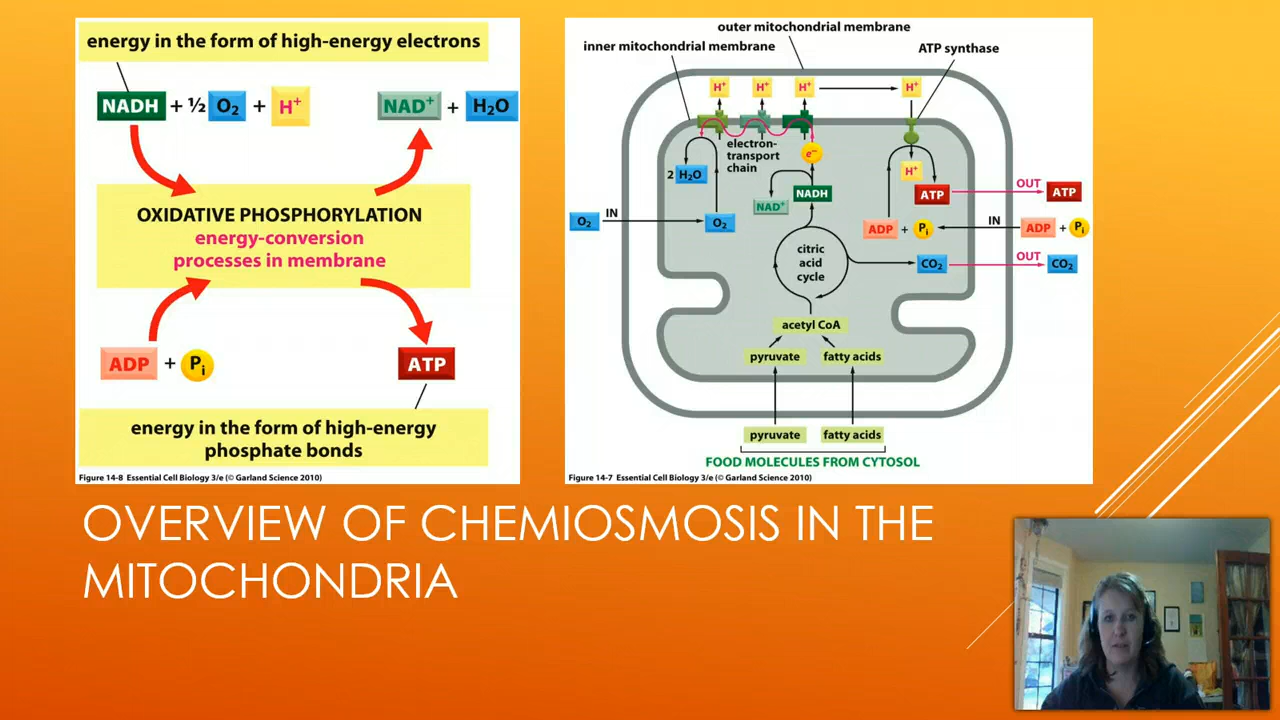 energy in the form of high-energy electrons
NADH + ½ O₂ + H⁺
NAD⁺ + H₂O
OXIDATIVE PHOSPHORYLATION
energy-conversion
processes in membrane
ADP + Pi
ATP
energy in the form of high-energy
phosphate bonds
Figure 14-8 Essential Cell Biology 3/e (© Garland Science 2010)
outer mitochondrial membrane
inner mitochondrial membrane
ATP synthase
H⁺ H⁺ H⁺ H⁺
electron-
transport
chain
e⁻
2 H₂O
H⁺
NADH
NAD⁺
ATP OUT ATP
O₂ IN O₂
ADP + Pi IN ADP + Pi
citric
acid
cycle
CO₂ OUT CO₂
acetyl CoA
pyruvate fatty acids
pyruvate fatty acids
FOOD MOLECULES FROM CYTOSOL
Figure 14-7 Essential Cell Biology 3/e (© Garland Science 2010)
OVERVIEW OF CHEMIOSMOSIS IN THE
MITOCHONDRIA